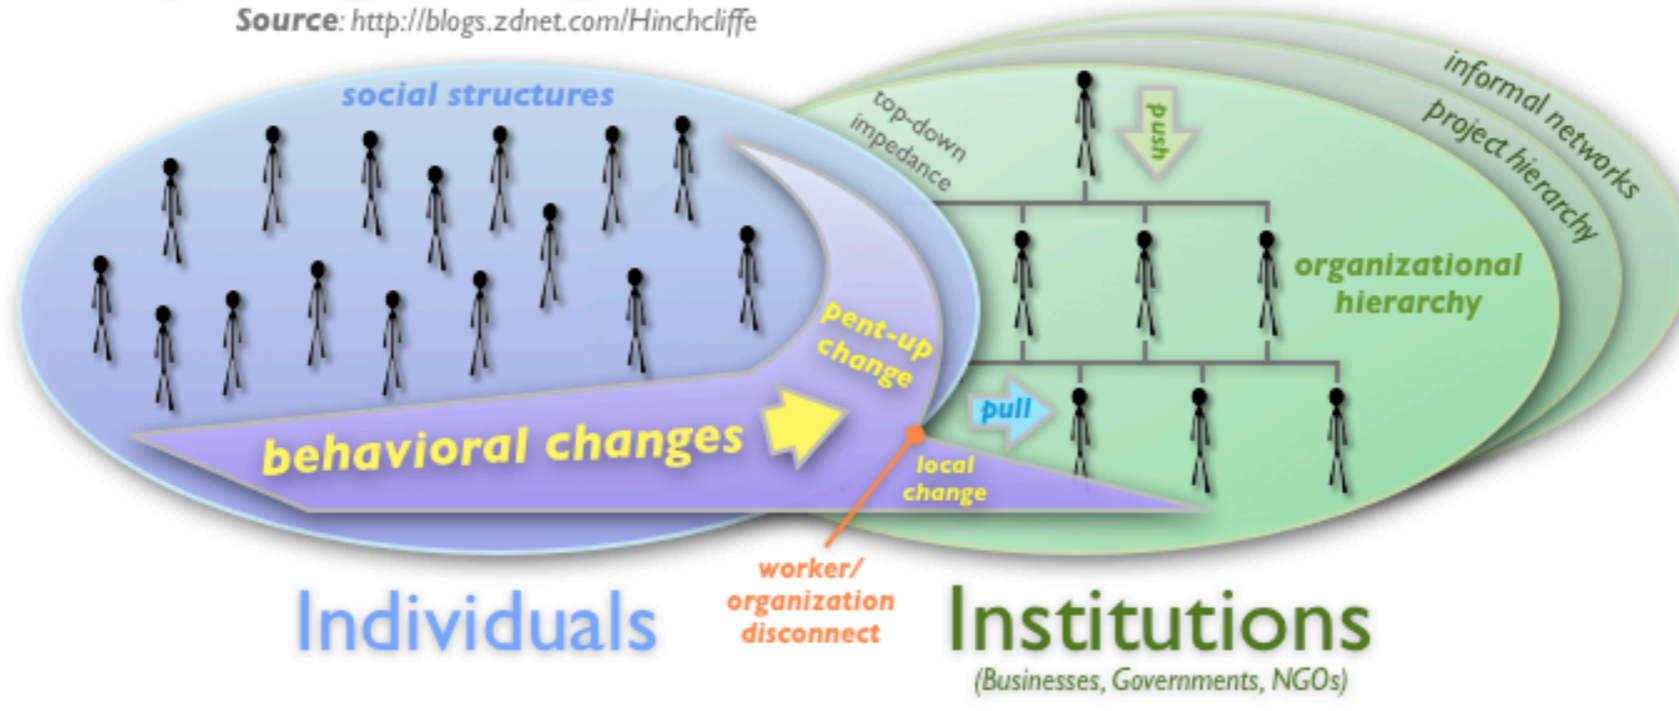 Source: http://blogs.zdnet.com/Hinchcliffe
social structures
top-down
impedance
push
informal networks
project hierarchy
organizational
hierarchy
pent-up
change
pull
behavioral changes
local
change
worker/
organization
disconnect
Individuals
Institutions
(Businesses, Governments, NGOs)